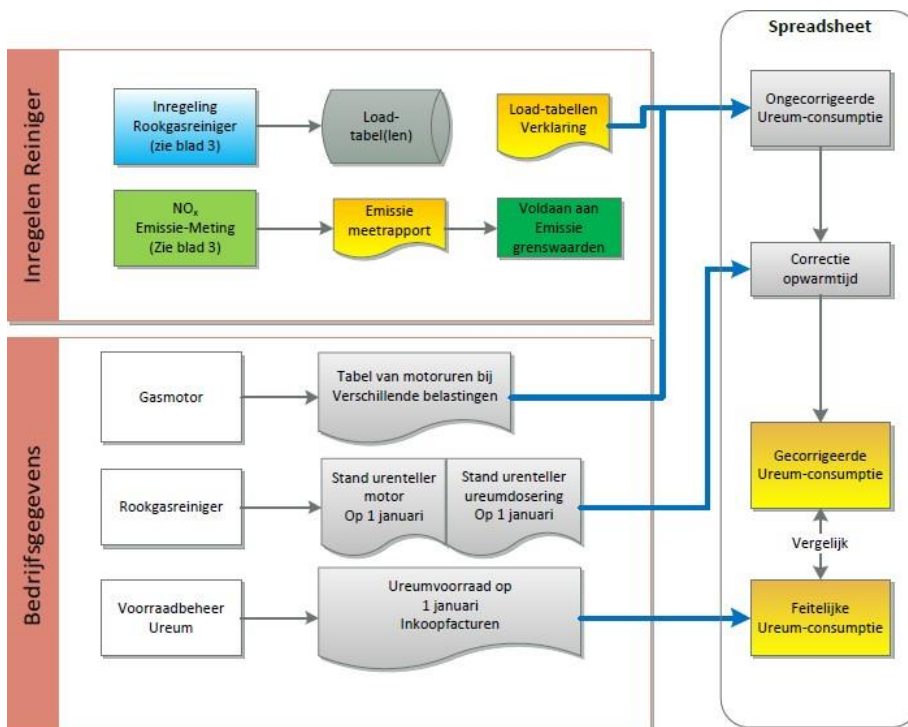 Inregelen Reiniger
Inregeling
Rookgasreiniger
(zie blad 3)
Load-
tabel(len)
Load-tabellen
Verklaring
NOx
Emissie-Meting
(Zie blad 3)
Emissie
meetrapport
Voldaan aan
Emissie
grenswaarden
Bedrijfsgegevens
Gasmotor
Tabel van motoruren bij
Verschillende belastingen
Rookgasreiniger
Stand urenteller
motor
Op 1 januari
Stand urenteller
ureumdosering
Op 1 januari
Voorraadbeheer
Ureum
Ureumvoorraad op
1 januari
Inkoopfacturen
Spreadsheet
Ongecorrigeerde
Ureum-consumptie
Correctie
opwarmtijd
Gecorrigeerde
Ureum-consumptie
Vergelijk
Feitelijke
Ureum-consumptie